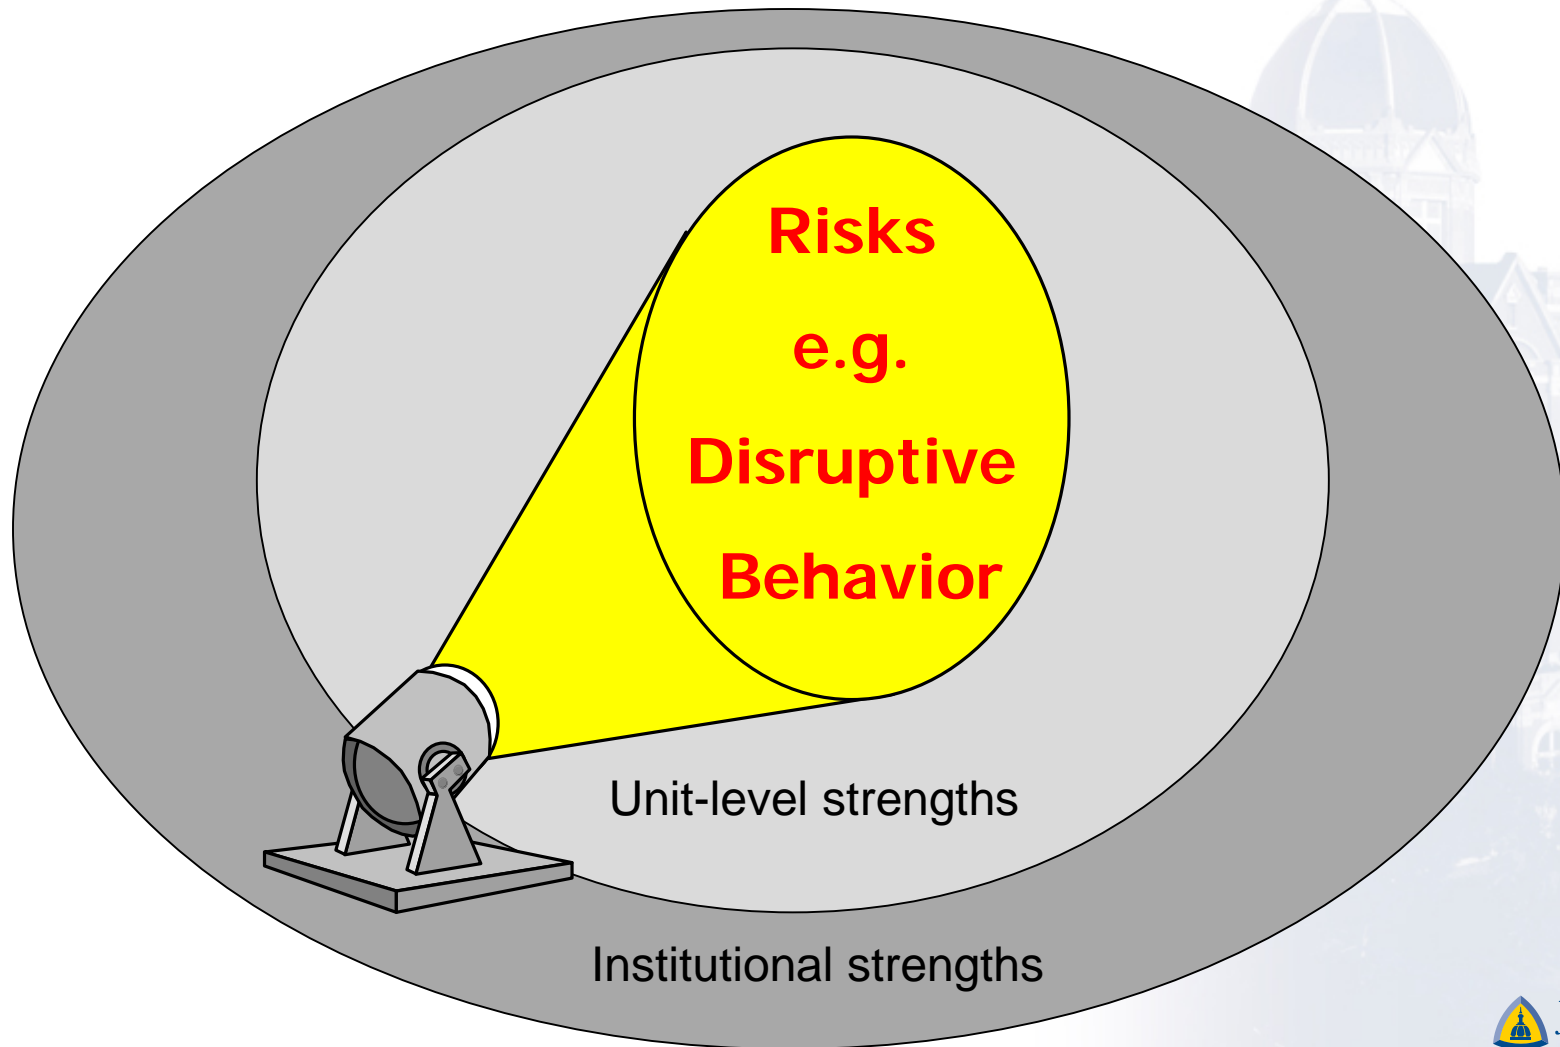 Risks
e.g.
Disruptive
Behavior
Unit-level strengths
Institutional strengths